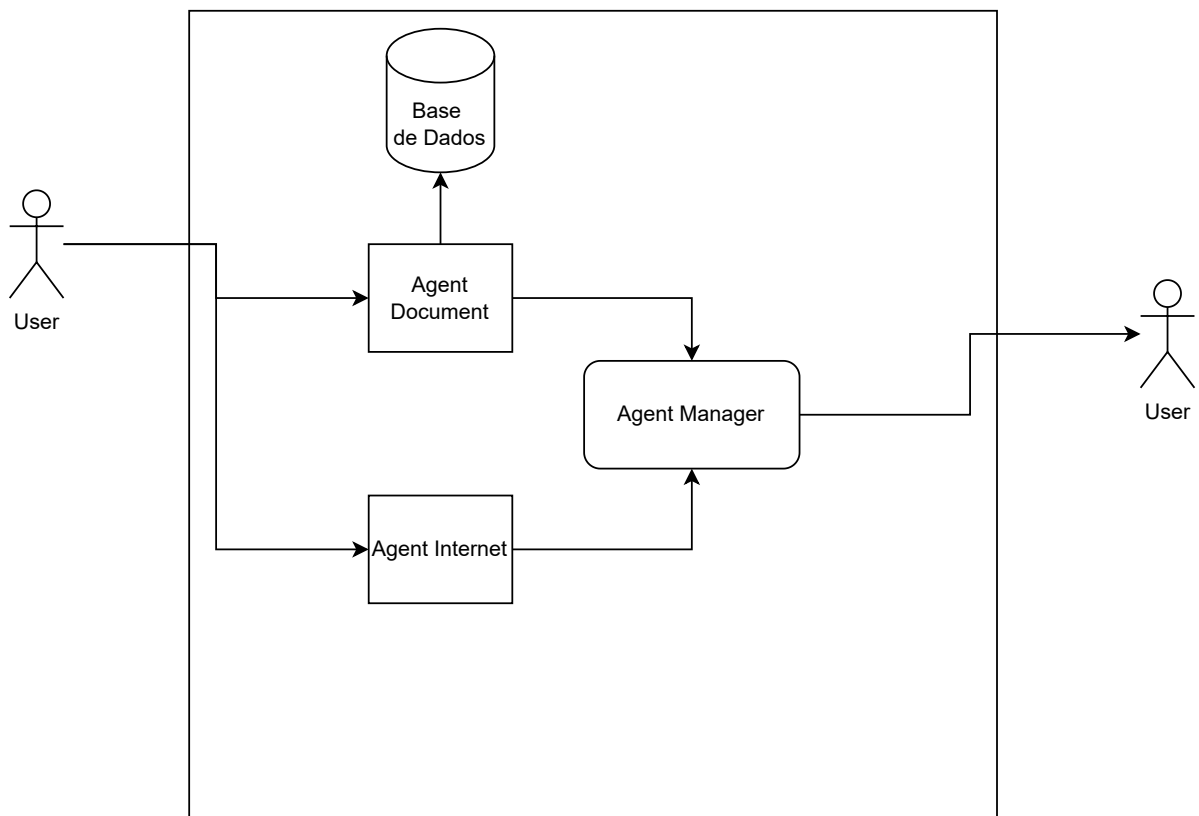 Base
de Dados
User
Agent
Document
Agent Manager
User
Agent Internet